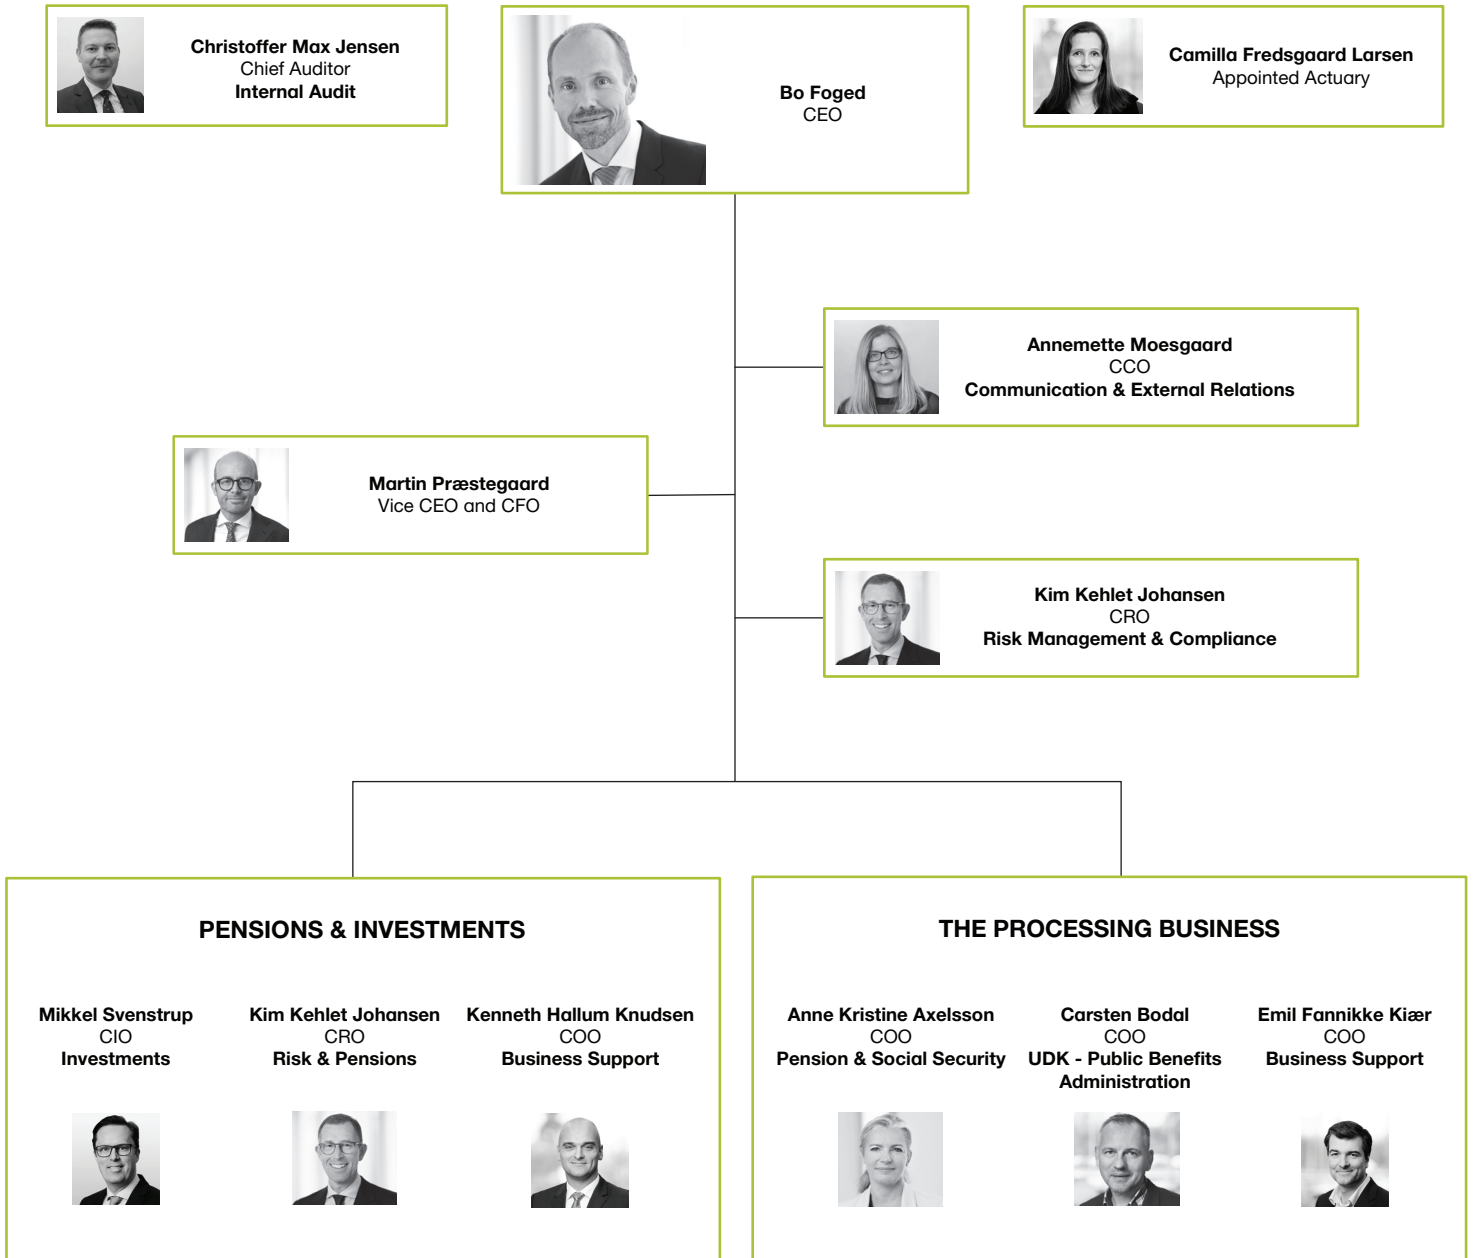 Christoffer Max Jensen
Chief Auditor
Internal Audit
Bo Foged
CEO
Camilla Fredsgaard Larsen
Appointed Actuary
Annemette Moesgaard
CCO
Communication & External Relations
Martin Præstegaard
Vice CEO and CFO
Kim Kehlet Johansen
CRO
Risk Management & Compliance
PENSIONS & INVESTMENTS
Mikkel Svenstrup
CIO
Investments
Kim Kehlet Johansen
CRO
Risk & Pensions
Kenneth Hallum Knudsen
COO
Business Support
THE PROCESSING BUSINESS
Anne Kristine Axelsson
COO
Pension & Social Security
Carsten Bodal
COO
UDK - Public Benefits
Administration
Emil Fannikke Kiær
COO
Business Support